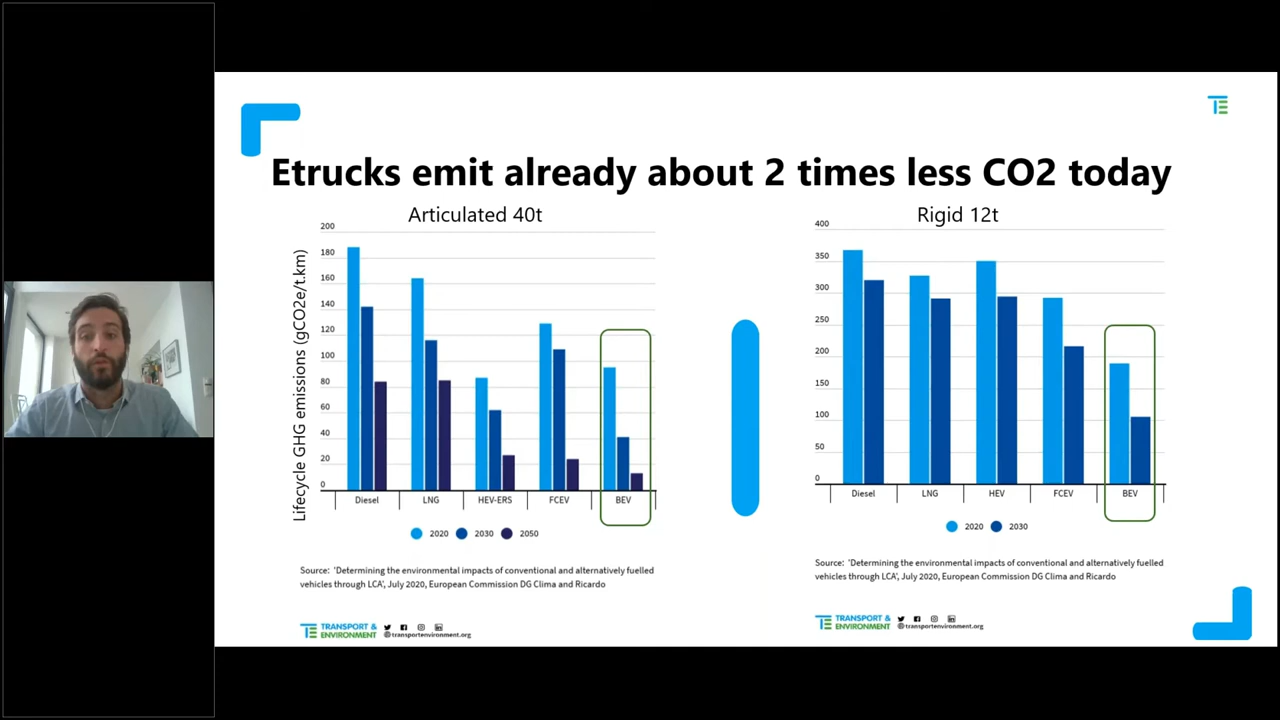 Etrucks emit already about 2 times less CO2 today
Articulated 40t
Lifecycle GHG emissions (gCO2e/t.km)
200
180
160
140
120
100
80
60
40
20
0
Diesel
LNG
HEV-ERS
FCEV
BEV
2020
2030
2050
Source: 'Determining the environmental impacts of conventional and alternatively fuelled
vehicles through LCA', July 2020, European Commission DG Clima and Ricardo
TRANSPORT &
ENVIRONMENT
@transportenvironment.org
Rigid 12t
400
350
300
250
200
150
100
50
0
Diesel
LNG
HEV
FCEV
BEV
2020
2030
Source: 'Determining the environmental impacts of conventional and alternatively fuelled
vehicles through LCA', July 2020, European Commission DG Clima and Ricardo
TRANSPORT &
ENVIRONMENT
@transportenvironment.org
TE